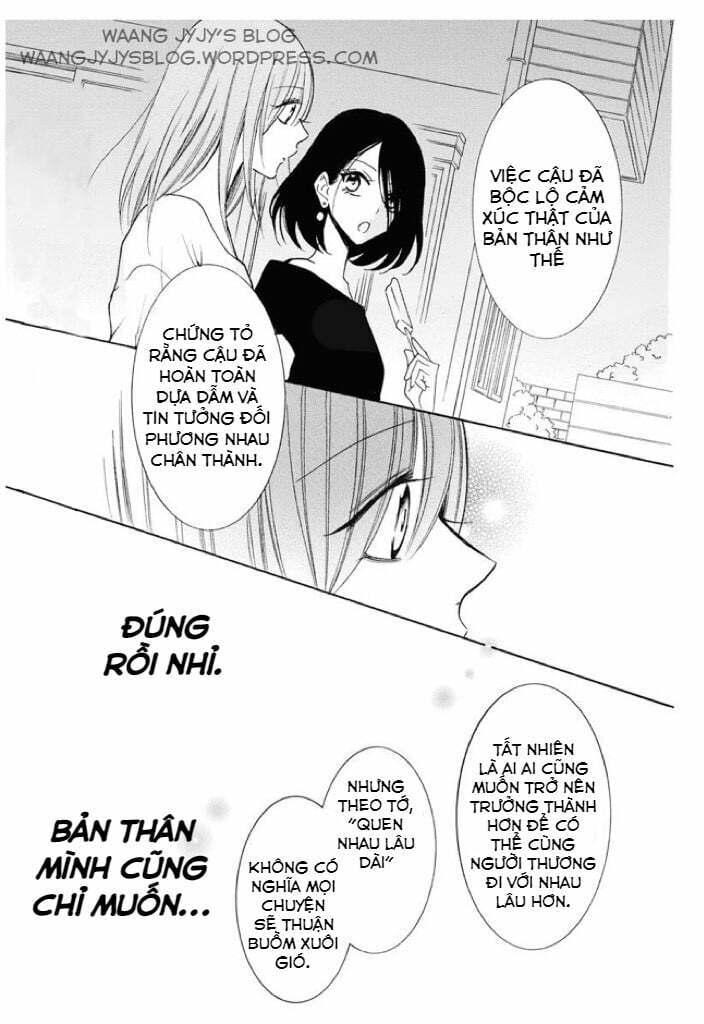 WAANG JYJY'S BLOG
WAANGJYJYSBLOG.WORDPRESS.COM
VIỆC CẬU ĐÃ
BỘC LỘ CẢM
XÚC THẬT CỦA
BẢN THÂN NHƯ
THẾ
CHỨNG TỎ
RẰNG CẬU ĐÃ
HOÀN TOÀN
DỰA DẪM VÀ
TIN TƯỞNG ĐỐI
PHƯƠNG NHAU
CHÂN THÀNH.
ĐÚNG
RỒI NHỈ.
TẤT NHIÊN
LÀ AI AI CŨNG
MUỐN TRỞ NÊN
TRƯỞNG THÀNH
HƠN ĐỂ CÓ
THỂ CÙNG
NGƯỜI THƯƠNG
ĐI VỚI NHAU
LÂU HƠN.
NHƯNG
THEO TỚ,
"QUEN
NHAU LÂU
DÀI"
KHÔNG CÓ
NGHĨA MỌI
CHUYỆN
SẼ THUẬN
BUỒM XUÔI
GIÓ.
BẢN THÂN
MÌNH CŨNG
CHỈ MUỐN...